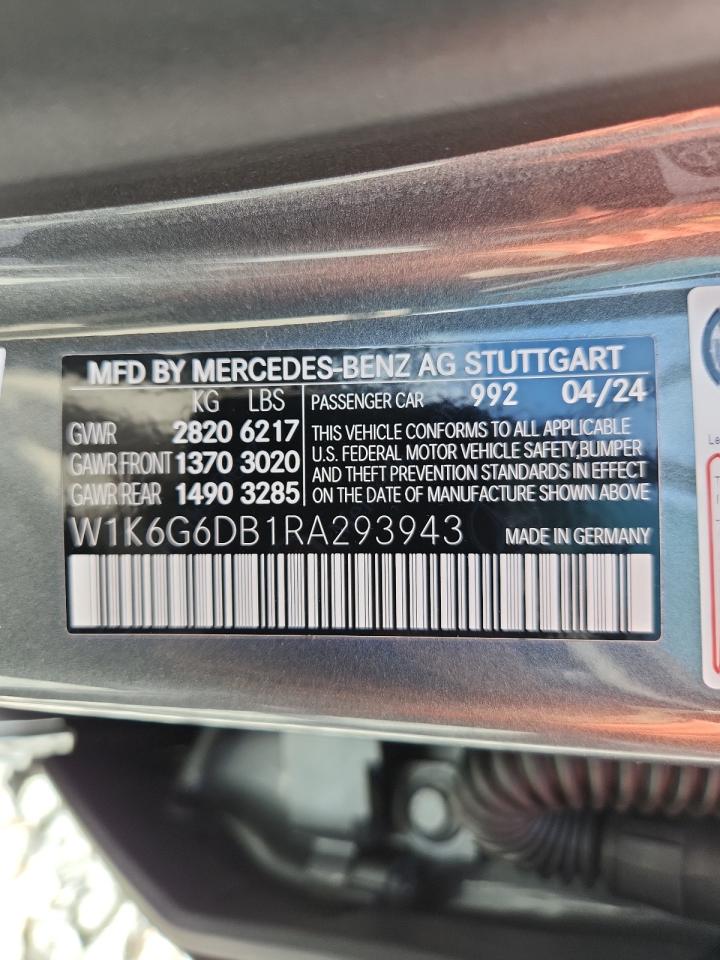 MFD BY MERCEDES-BENZ AG STUTTGART
KG LBS
GVWR 2820 6217
GAWR FRONT 1370 3020
GAWR REAR 1490 3285
PASSENGER CAR 992 04/24
THIS VEHICLE CONFORMS TO ALL APPLICABLE
U.S. FEDERAL MOTOR VEHICLE SAFETY,BUMPER
AND THEFT PREVENTION STANDARDS IN EFFECT
ON THE DATE OF MANUFACTURE SHOWN ABOVE
W1K6G6DB1RA293943 MADE IN GERMANY